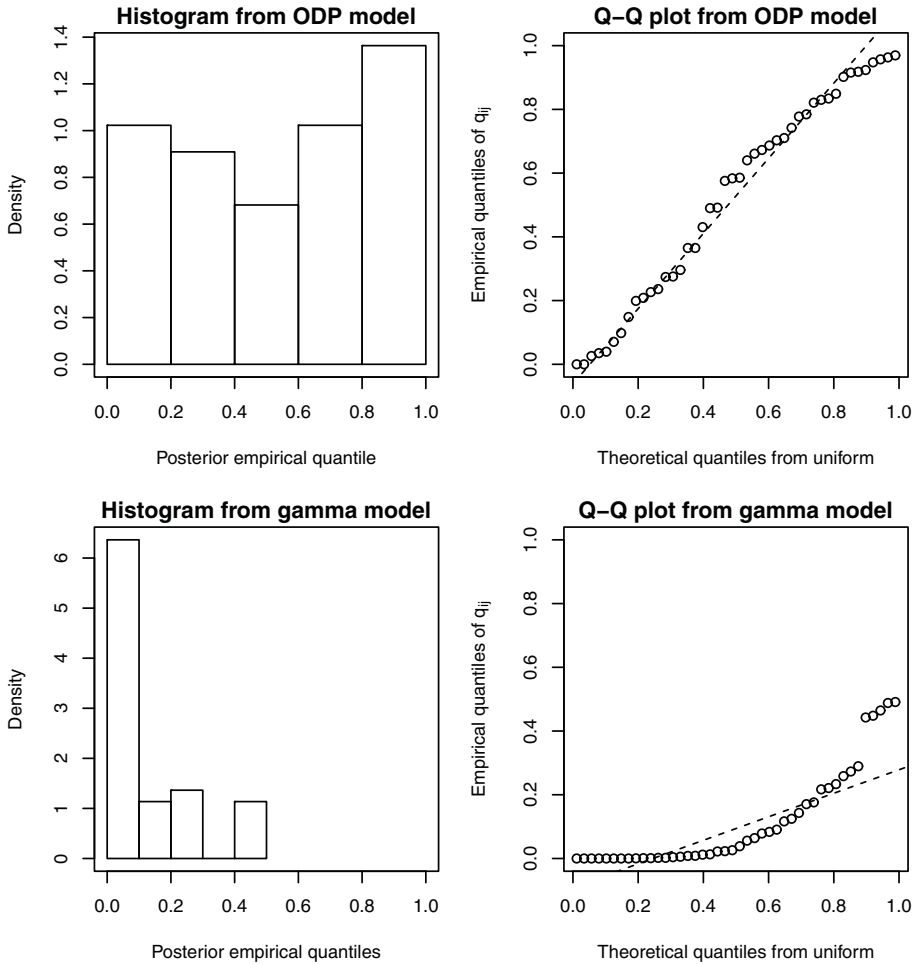 Histogram from ODP model
Density
0.0 0.2 0.4 0.6 0.8 1.0 1.2 1.4
0.0 0.2 0.4 0.6 0.8 1.0
Posterior empirical quantile
Q−Q plot from ODP model
Empirical quantiles of qij
0.0 0.2 0.4 0.6 0.8 1.0
0.0 0.2 0.4 0.6 0.8 1.0
Theoretical quantiles from uniform
Histogram from gamma model
Density
0 1 2 3 4 5 6
0.0 0.2 0.4 0.6 0.8 1.0
Posterior empirical quantiles
Q−Q plot from gamma model
Empirical quantiles of qij
0.0 0.2 0.4 0.6 0.8 1.0
0.0 0.2 0.4 0.6 0.8 1.0
Theoretical quantiles from uniform